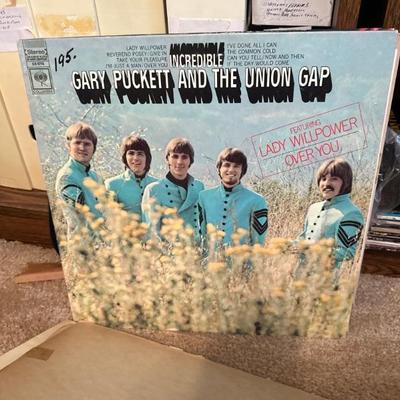 Stereo
COLUMBIA
195.
LADY WILLPOWER
REVEREND POSEY/GIVE IN
TAKE YOUR PLEASURE
I'M JUST A MAN/OVER YOU
INCREDIBLE
I'VE DONE ALL I CAN
THE COMMON COLD
CAN YOU TELL/NOW AND THEN
IF THE DAY WOULD COME
GARY PUCKETT AND THE UNION GAP
FEATURING
LADY WILLPOWER
OVER YOU